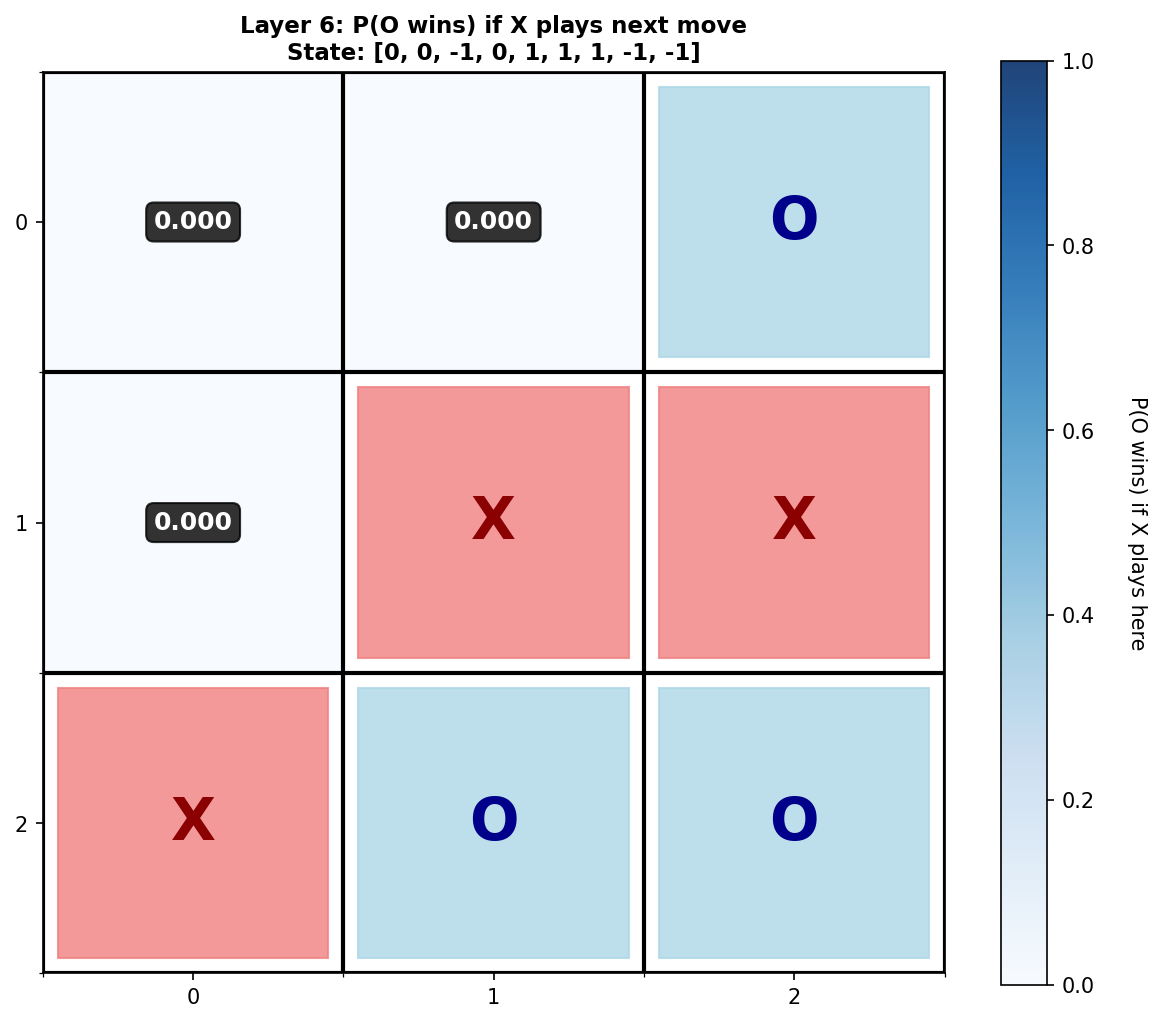 Layer 6: P(O wins) if X plays next move
State: [0, 0, -1, 0, 1, 1, 1, -1, -1]
0.000
0.000
O
0
0.000
X
X
1
X
O
O
2
0
1
2
1.0
0.8
0.6
0.4
0.2
0.0
P(O wins) if X plays here